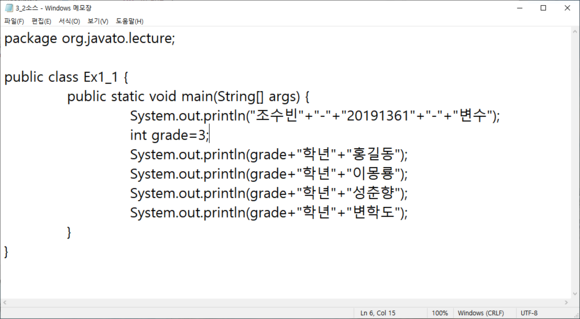 3_2소스 - Windows 메모장
파일(F) 편집(E) 서식(O) 보기(V) 도움말(H)
package org.javato.lecture;
public class Ex1_1 {
public static void main(String[] args) {
System.out.println("조수빈"+"-"+"20191361"+"-"+"변수");
int grade=3;
System.out.println(grade+"학년"+"홍길동");
System.out.println(grade+"학년"+"이몽룡");
System.out.println(grade+"학년"+"성춘향");
System.out.println(grade+"학년"+"변학도");
}
}
Ln 6, Col 15 100% Windows (CRLF) UTF-8